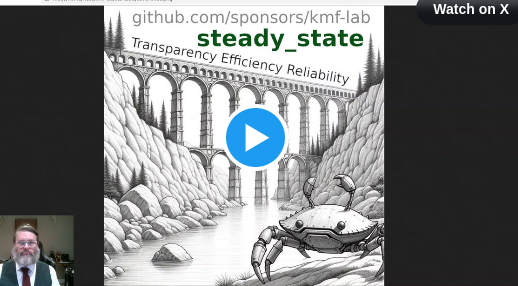 Watch on X
github.com/sponsors/kmf-lab
steady_state
Transparency Efficiency Reliability